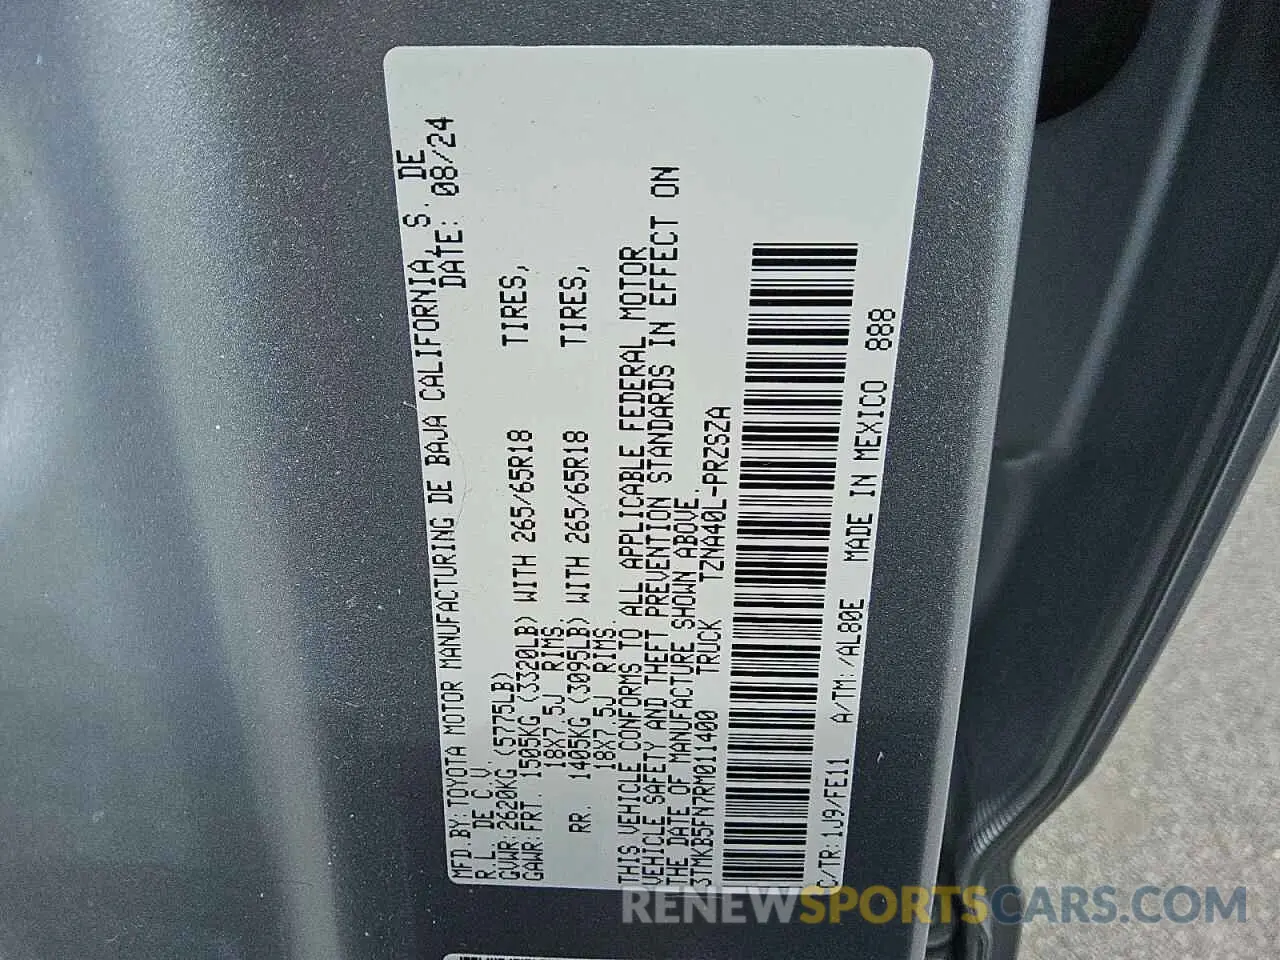 MFD.BY:TOYOTA MOTOR MANUFACTURING DE BAJA CALIFORNIA, S. DE
R.L. DE C.V. DATE: 08/24
GVWR:2620KG (5775LB)
GAWR:FRT. 1505KG (3320LB) WITH 265/65R18 TIRES,
18X7.5J RIMS.
RR. 1405KG (3095LB) WITH 265/65R18 TIRES,
18X7.5J RIMS.
THIS VEHICLE CONFORMS TO ALL APPLICABLE FEDERAL MOTOR
VEHICLE SAFETY AND THEFT PREVENTION STANDARDS IN EFFECT ON
THE DATE OF MANUFACTURE SHOWN ABOVE.
3TMKB5FN7RM011400 TRUCK TZNA40L-PRZSZA
C/TR:1J9/FE11 A/TM:/AL80E MADE IN MEXICO 888
RENEWSPORTSCARS.COM